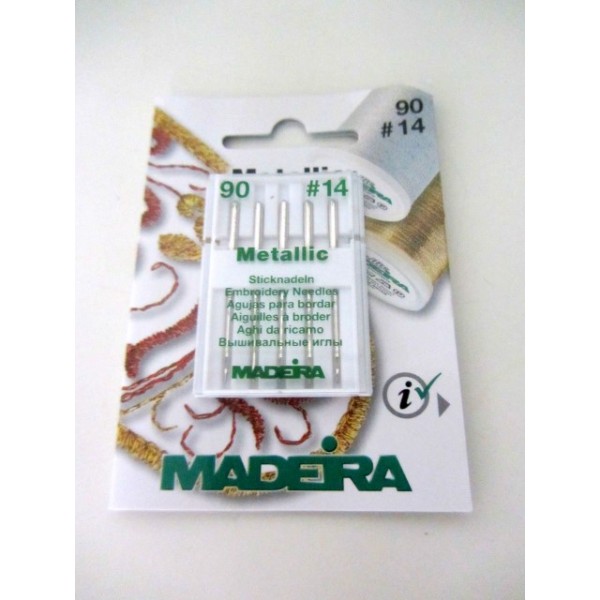 90
#14
Metallic
90 #14
Metallic
Sticknadeln
Embroidery Needles
Agujas para bordar
Aiguilles à broder
Aghi da ricamo
Вышивальные иглы
MADEIRA
i
MADEIRA